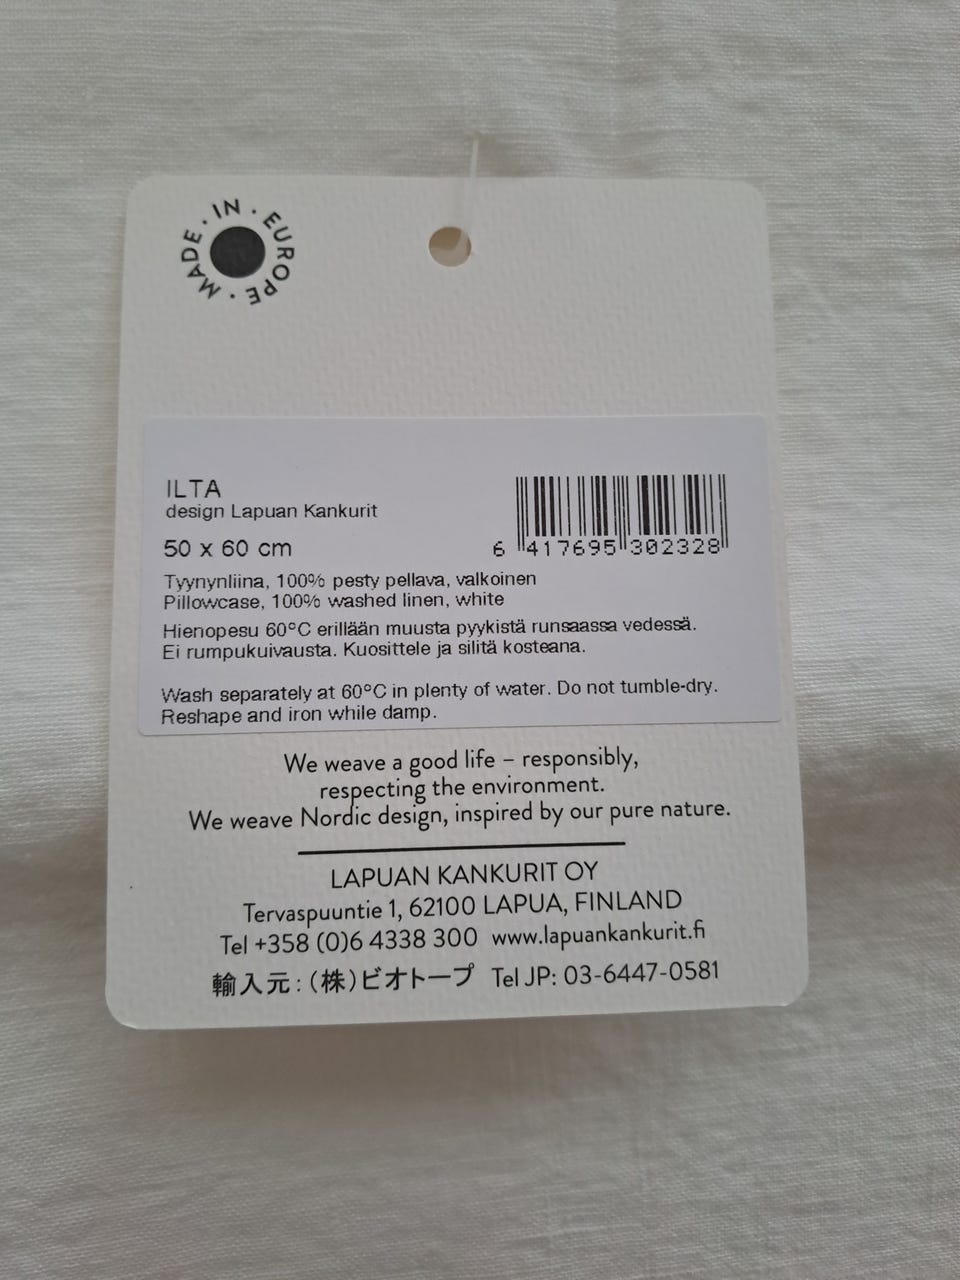 MADE · IN · EUROPE ·
ILTA
design Lapuan Kankurit
50 x 60 cm
6 417695 302328
Tyynynliina, 100% pesty pellava, valkoinen
Pillowcase, 100% washed linen, white
Hienopesu 60°C erillään muusta pyykistä runsaassa vedessä.
Ei rumpukuivausta. Kuosittele ja silitä kosteana.
Wash separately at 60°C in plenty of water. Do not tumble-dry.
Reshape and iron while damp.
We weave a good life – responsibly,
respecting the environment.
We weave Nordic design, inspired by our pure nature.
LAPUAN KANKURIT OY
Tervaspuuntie 1, 62100 LAPUA, FINLAND
Tel +358 (0)6 4338 300 www.lapuankankurit.fi
輸入元:(株)ビオトープ Tel JP: 03-6447-0581